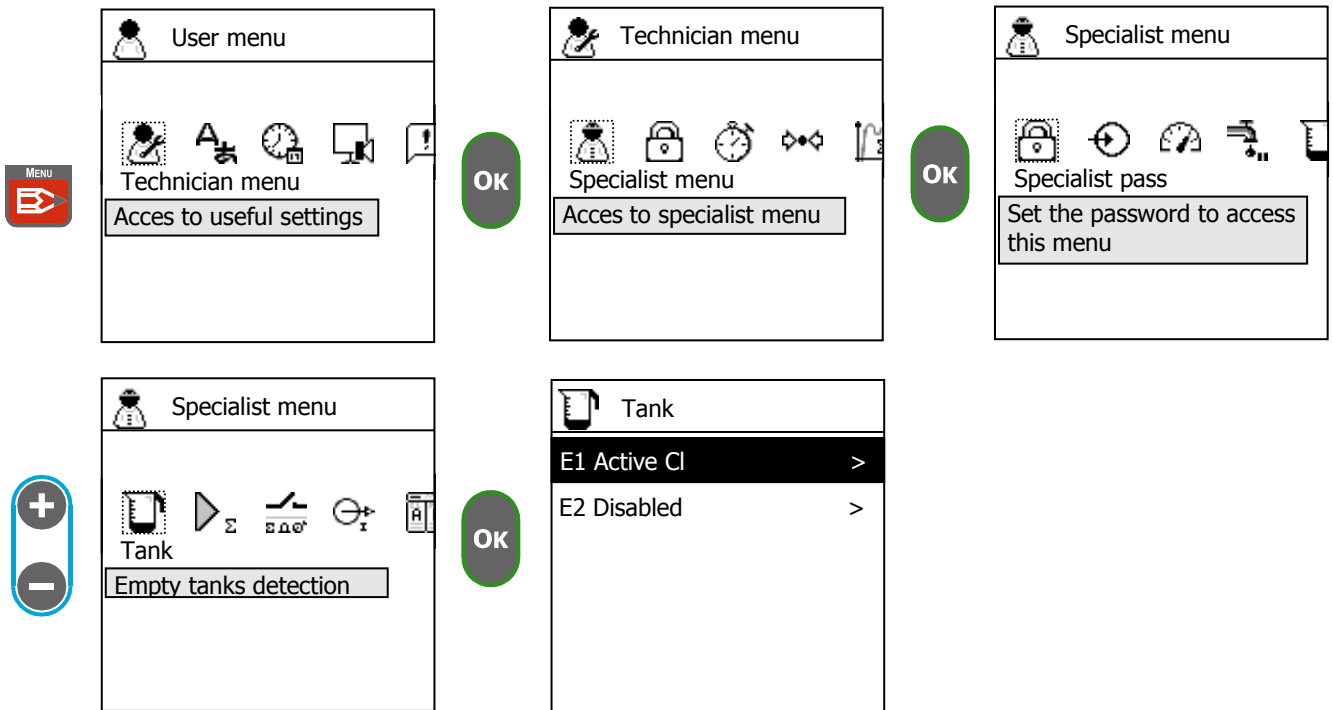 User menu
Technician menu
Acces to useful settings
MENU
OK
Technician menu
Specialist menu
Acces to specialist menu
OK
Specialist menu
Specialist pass
Set the password to access
this menu
Specialist menu
Tank
Empty tanks detection
OK
Tank
E1 Active Cl >
E2 Disabled >